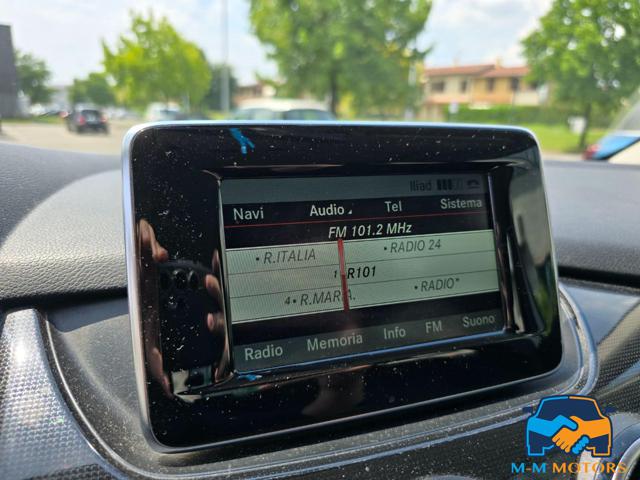 Iliad
Navi Audio Tel Sistema
FM 101.2 MHz
• R.ITALIA • RADIO 24
1 R101
4• R.MARIA. • RADIO*
Radio Memoria Info FM Suono
M-M MOTORS